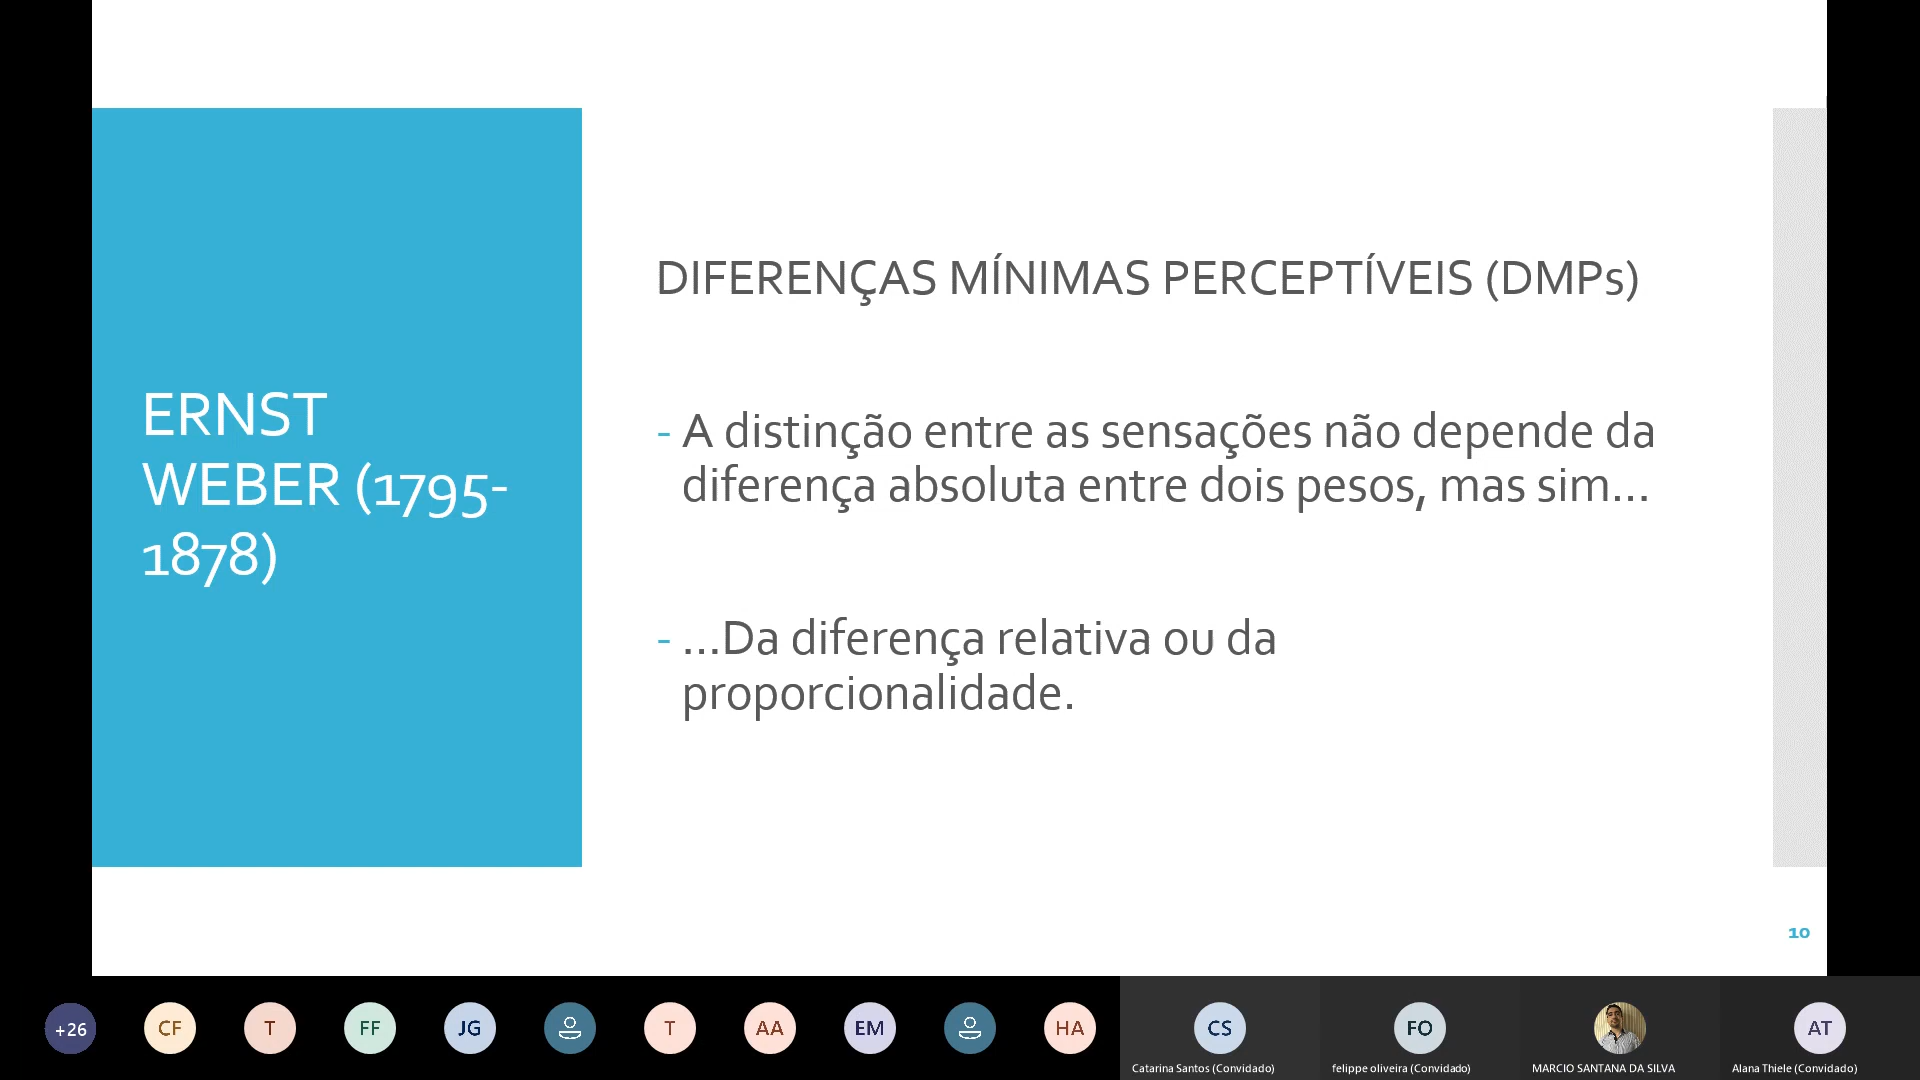 ERNST
WEBER (1795-
1878)
DIFERENÇAS MÍNIMAS PERCEPTÍVEIS (DMPs)
- A distinção entre as sensações não depende da
diferença absoluta entre dois pesos, mas sim...
- ...Da diferença relativa ou da
proporcionalidade.
10
+26
CF
T
FF
JG
T
AA
EM
HA
CS
FO
AT
Catarina Santos (Convidado)
felippe oliveira (Convidado)
MARCIO SANTANA DA SILVA
Alana Thiele (Convidado)